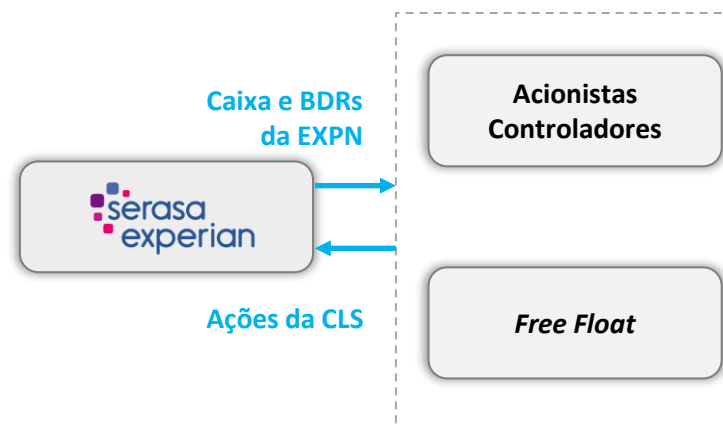 Caixa e BDRs
da EXPN
serasa
experian
Ações da CLS
Acionistas
Controladores
Free Float